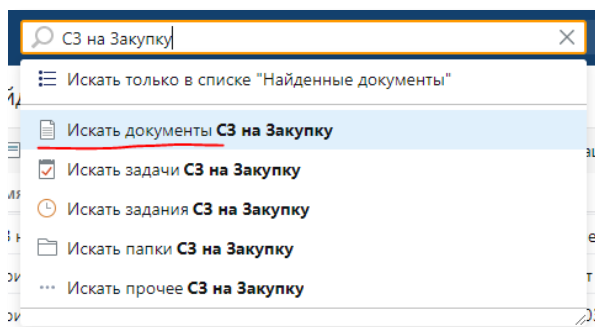 СЗ на Закупку
Искать только в списке "Найденные документы"
Искать документы СЗ на Закупку
Искать задачи СЗ на Закупку
Искать задания СЗ на Закупку
Искать папки СЗ на Закупку
Искать прочее СЗ на Закупку